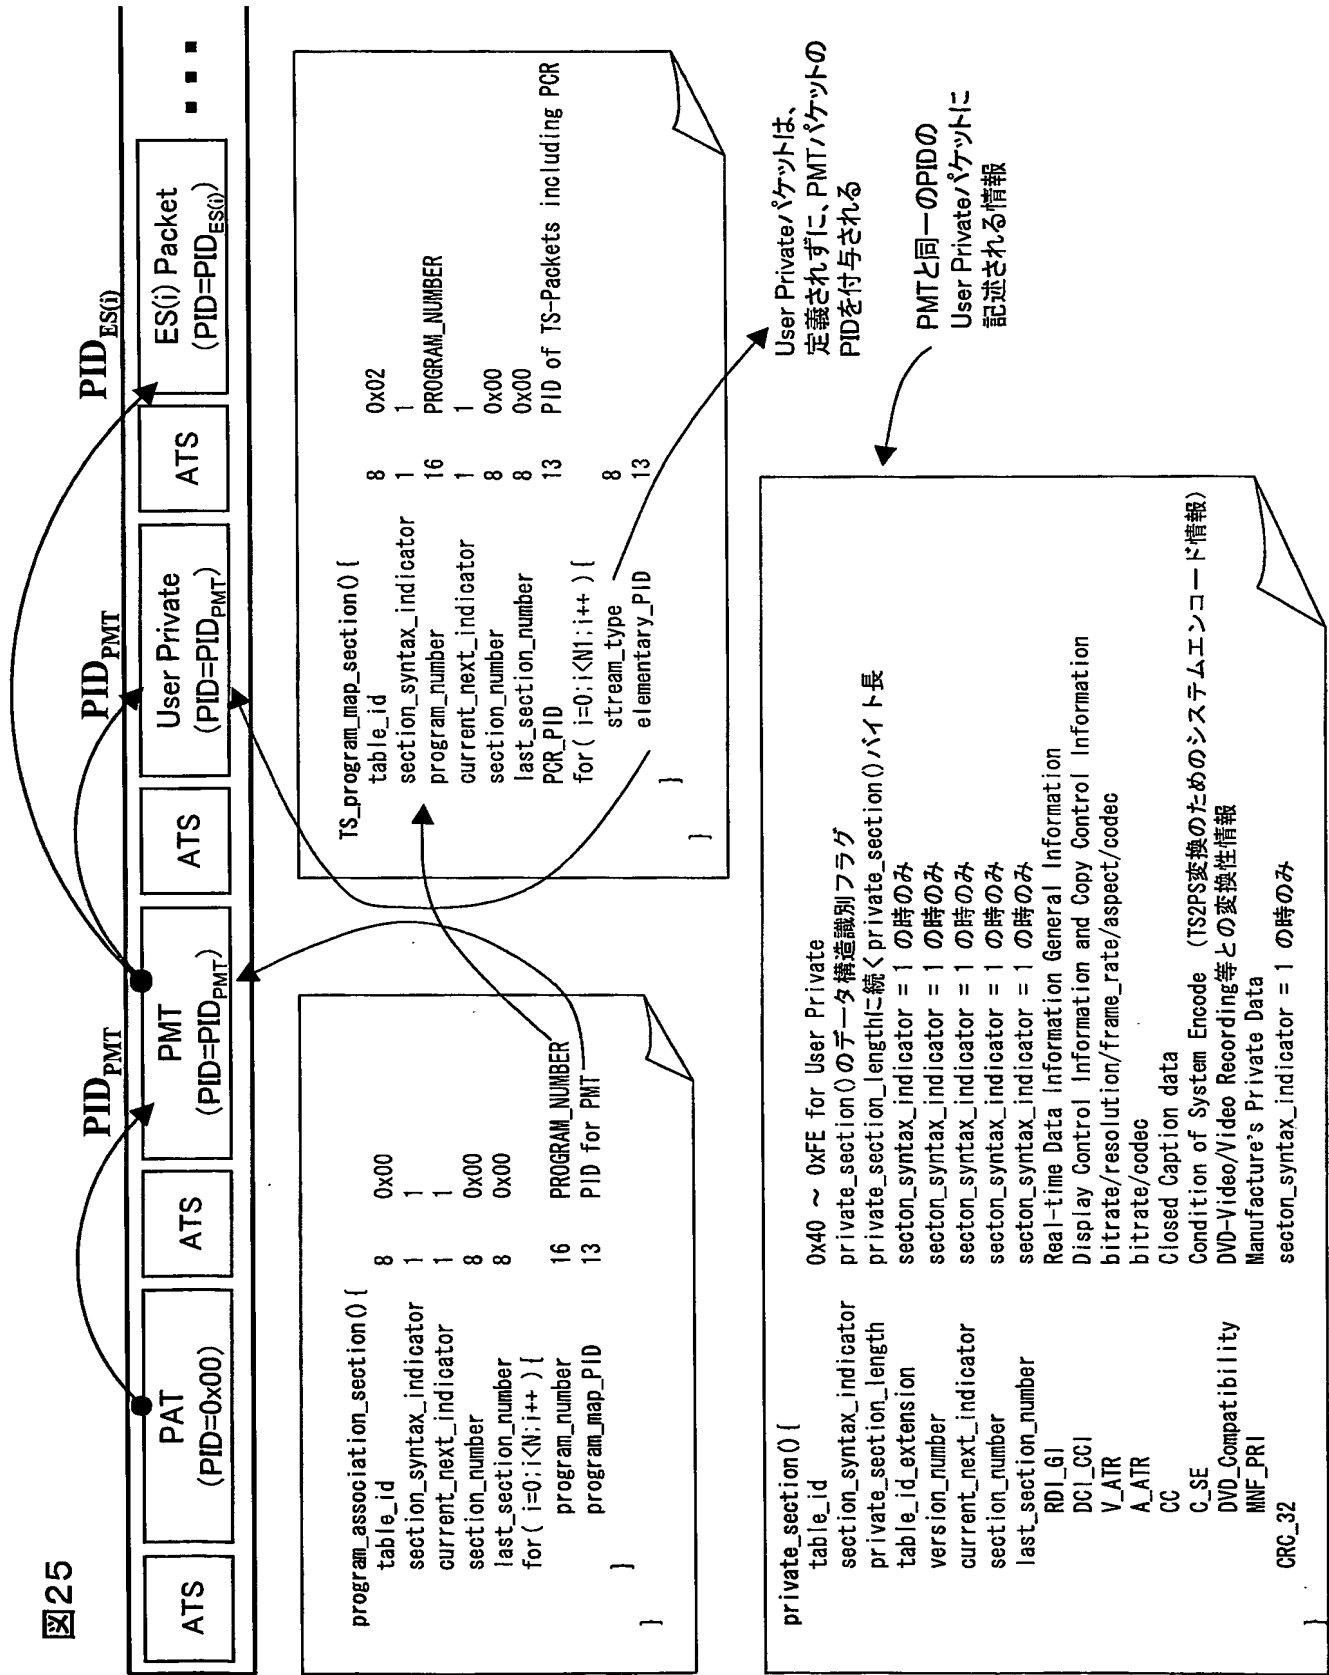 図25
PID_PMT
PID_PMT
PID_ES(i)
ATS
PAT
(PID=0x00)
ATS
PMT
(PID=PID_PMT)
ATS
User Private
(PID=PID_PMT)
ATS
ES(i) Packet
(PID=PID_ES(i))
program_association_section(){
table_id 8 0x00
section_syntax_indicator 1 1
current_next_indicator 1 1
section_number 8 0x00
last_section_number 8 0x00
for( i=0;i<N;i++ ){
program_number 16 PROGRAM_NUMBER
program_map_PID 13 PID for PMT
}
TS_program_map_section(){
table_id 8 0x02
section_syntax_indicator 1 1
program_number 16 PROGRAM_NUMBER
current_next_indicator 1 1
section_number 8 0x00
last_section_number 8 0x00
PCR_PID 13 PID of TS-Packets including PCR
for( i=0;i<N1;i++ ){
stream_type 8
elementary_PID 13
}
User Privateパケットは、
定義されずに、PMTパケットの
PIDを付与される
PMTと同一のPIDの
User Privateパケットに
記述される情報
private_section(){
table_id 0x40 ～ 0xFE for User Private
section_syntax_indicator private_section()のデータ構造識別フラグ
private_section_length private_section_lengthに続くprivate_section()バイト長
table_id_extension secton_syntax_indicator = 1 の時のみ
version_number secton_syntax_indicator = 1 の時のみ
current_next_indicator secton_syntax_indicator = 1 の時のみ
section_number secton_syntax_indicator = 1 の時のみ
last_section_number secton_syntax_indicator = 1 の時のみ
RDI_GI Real-time Data Information General Information
DCI_CCI Display Control Information and Copy Control Information
V_ATR bitrate/resolution/frame_rate/aspect/codec
A_ATR bitrate/codec
CC Closed Caption data
C_SE Condition of System Encode （TS2PS変換のためのシステムエンコード情報）
DVD_Compatibility DVD-Video/Video Recording等との変換性情報
MNF_PRI Manufacture's Private Data
CRC_32 secton_syntax_indicator = 1 の時のみ
}